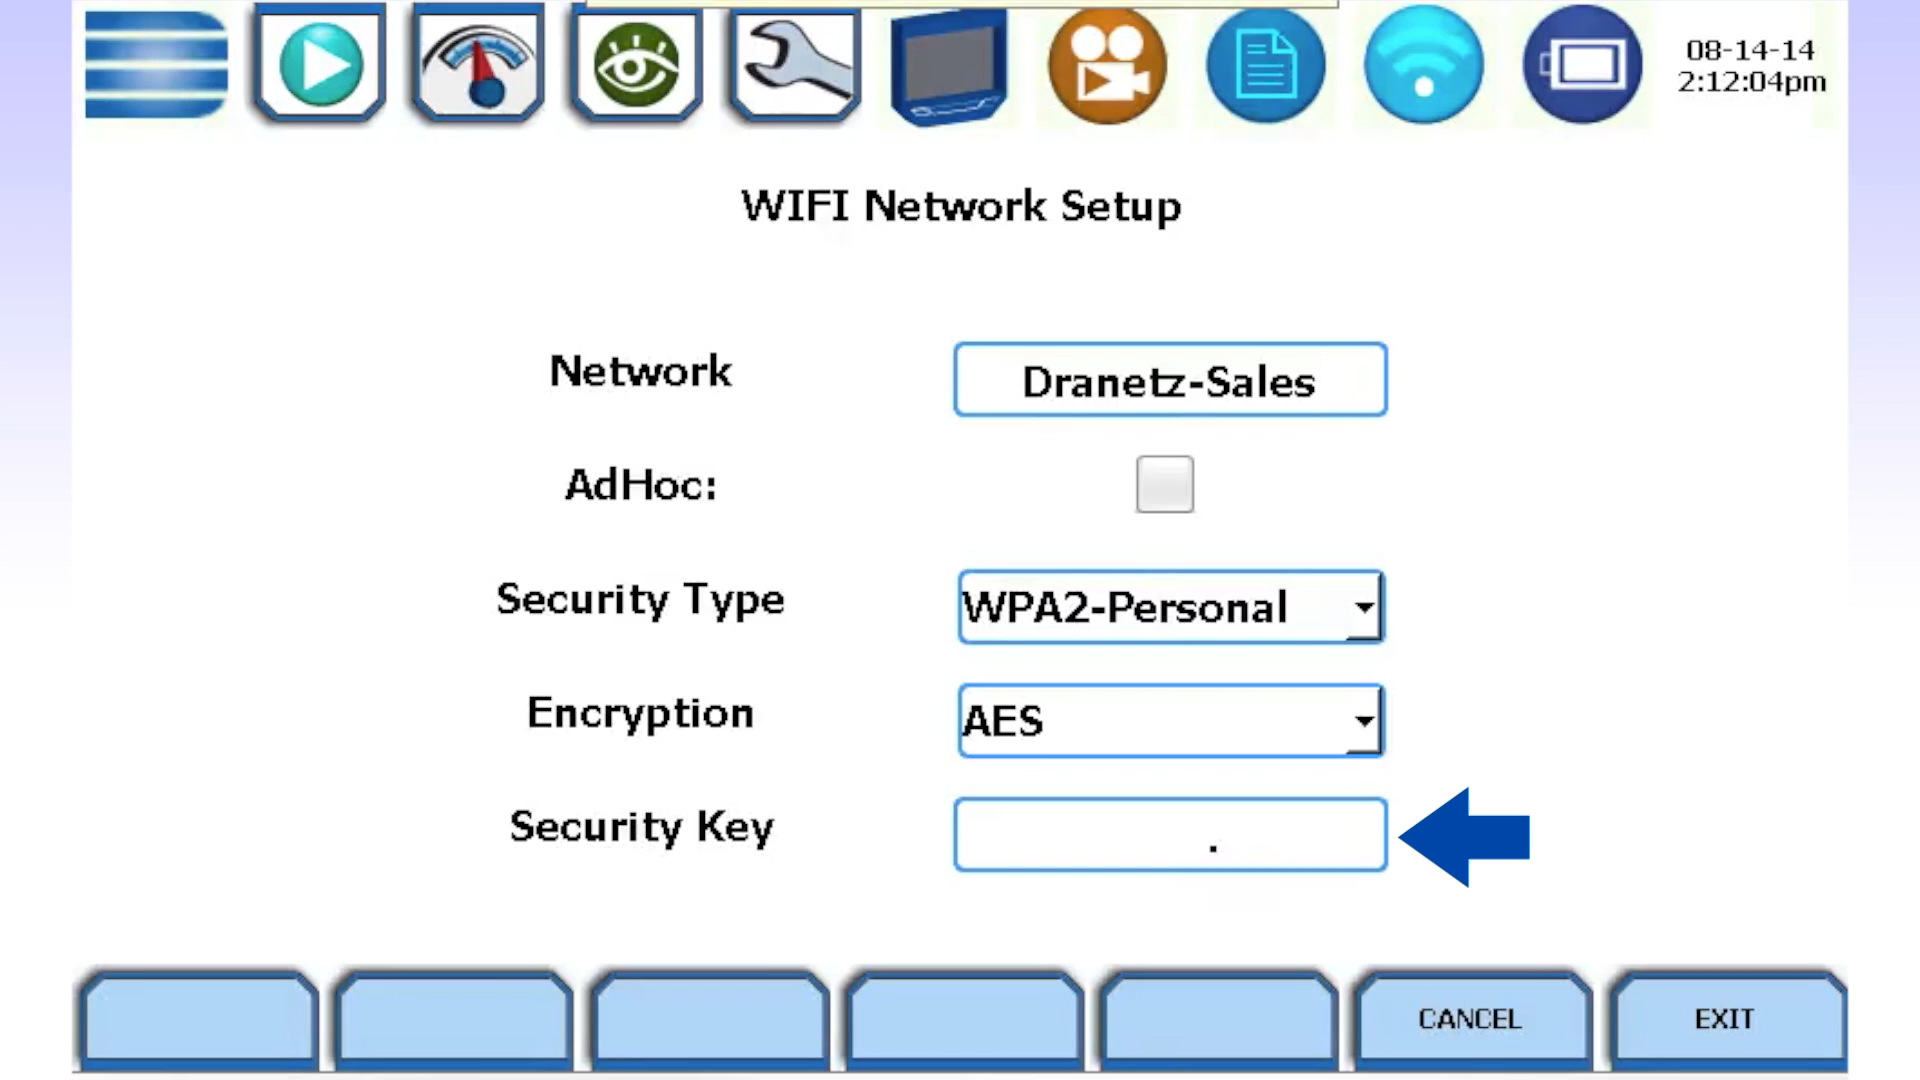 08-14-14
2:12:04pm
WIFI Network Setup
Network
Dranetz-Sales
AdHoc:
Security Type
WPA2-Personal
Encryption
AES
Security Key
.
CANCEL
EXIT